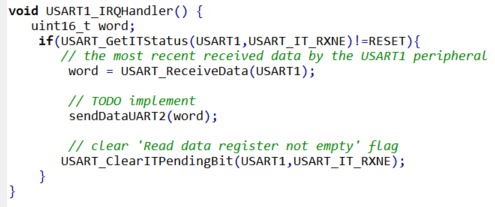 void USART1_IRQHandler() {
uint16_t word;
if(USART_GetITStatus(USART1,USART_IT_RXNE)!=RESET){
// the most recent received data by the USART1 peripheral
word = USART_ReceiveData(USART1);
// TODO implement
sendDataUART2(word);
// clear 'Read data register not empty' flag
USART_ClearITPendingBit(USART1,USART_IT_RXNE);
}
}